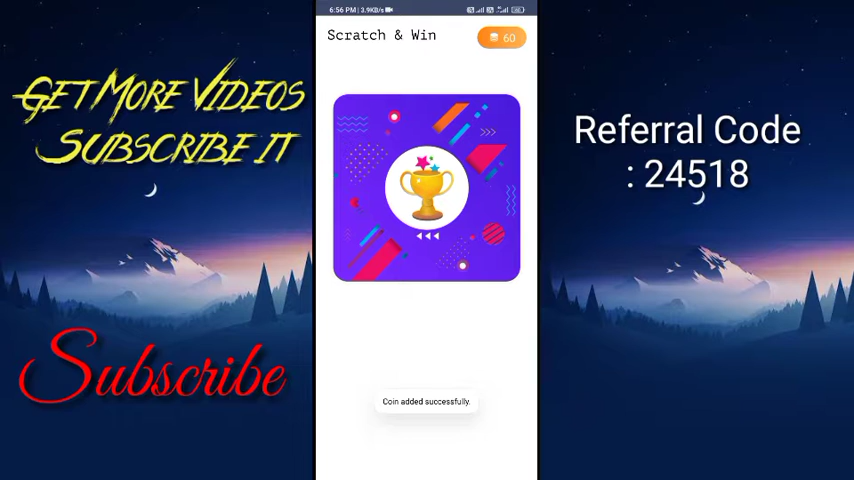 GET MORE VIDEOS
SUBSCRIBE IT
Subscribe
6:56 PM | 3.9KB/s
Scratch & Win
60
Coin added successfully.
Referral Code
: 24518